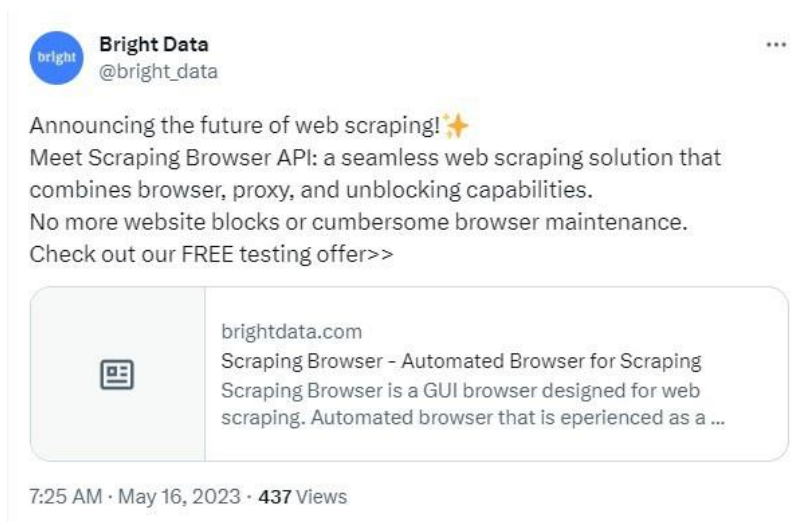 bright
Bright Data
@bright_data
Announcing the future of web scraping!✨
Meet Scraping Browser API: a seamless web scraping solution that
combines browser, proxy, and unblocking capabilities.
No more website blocks or cumbersome browser maintenance.
Check out our FREE testing offer>>
brightdata.com
Scraping Browser - Automated Browser for Scraping
Scraping Browser is a GUI browser designed for web
scraping. Automated browser that is eperienced as a ...
7:25 AM · May 16, 2023 · 437 Views